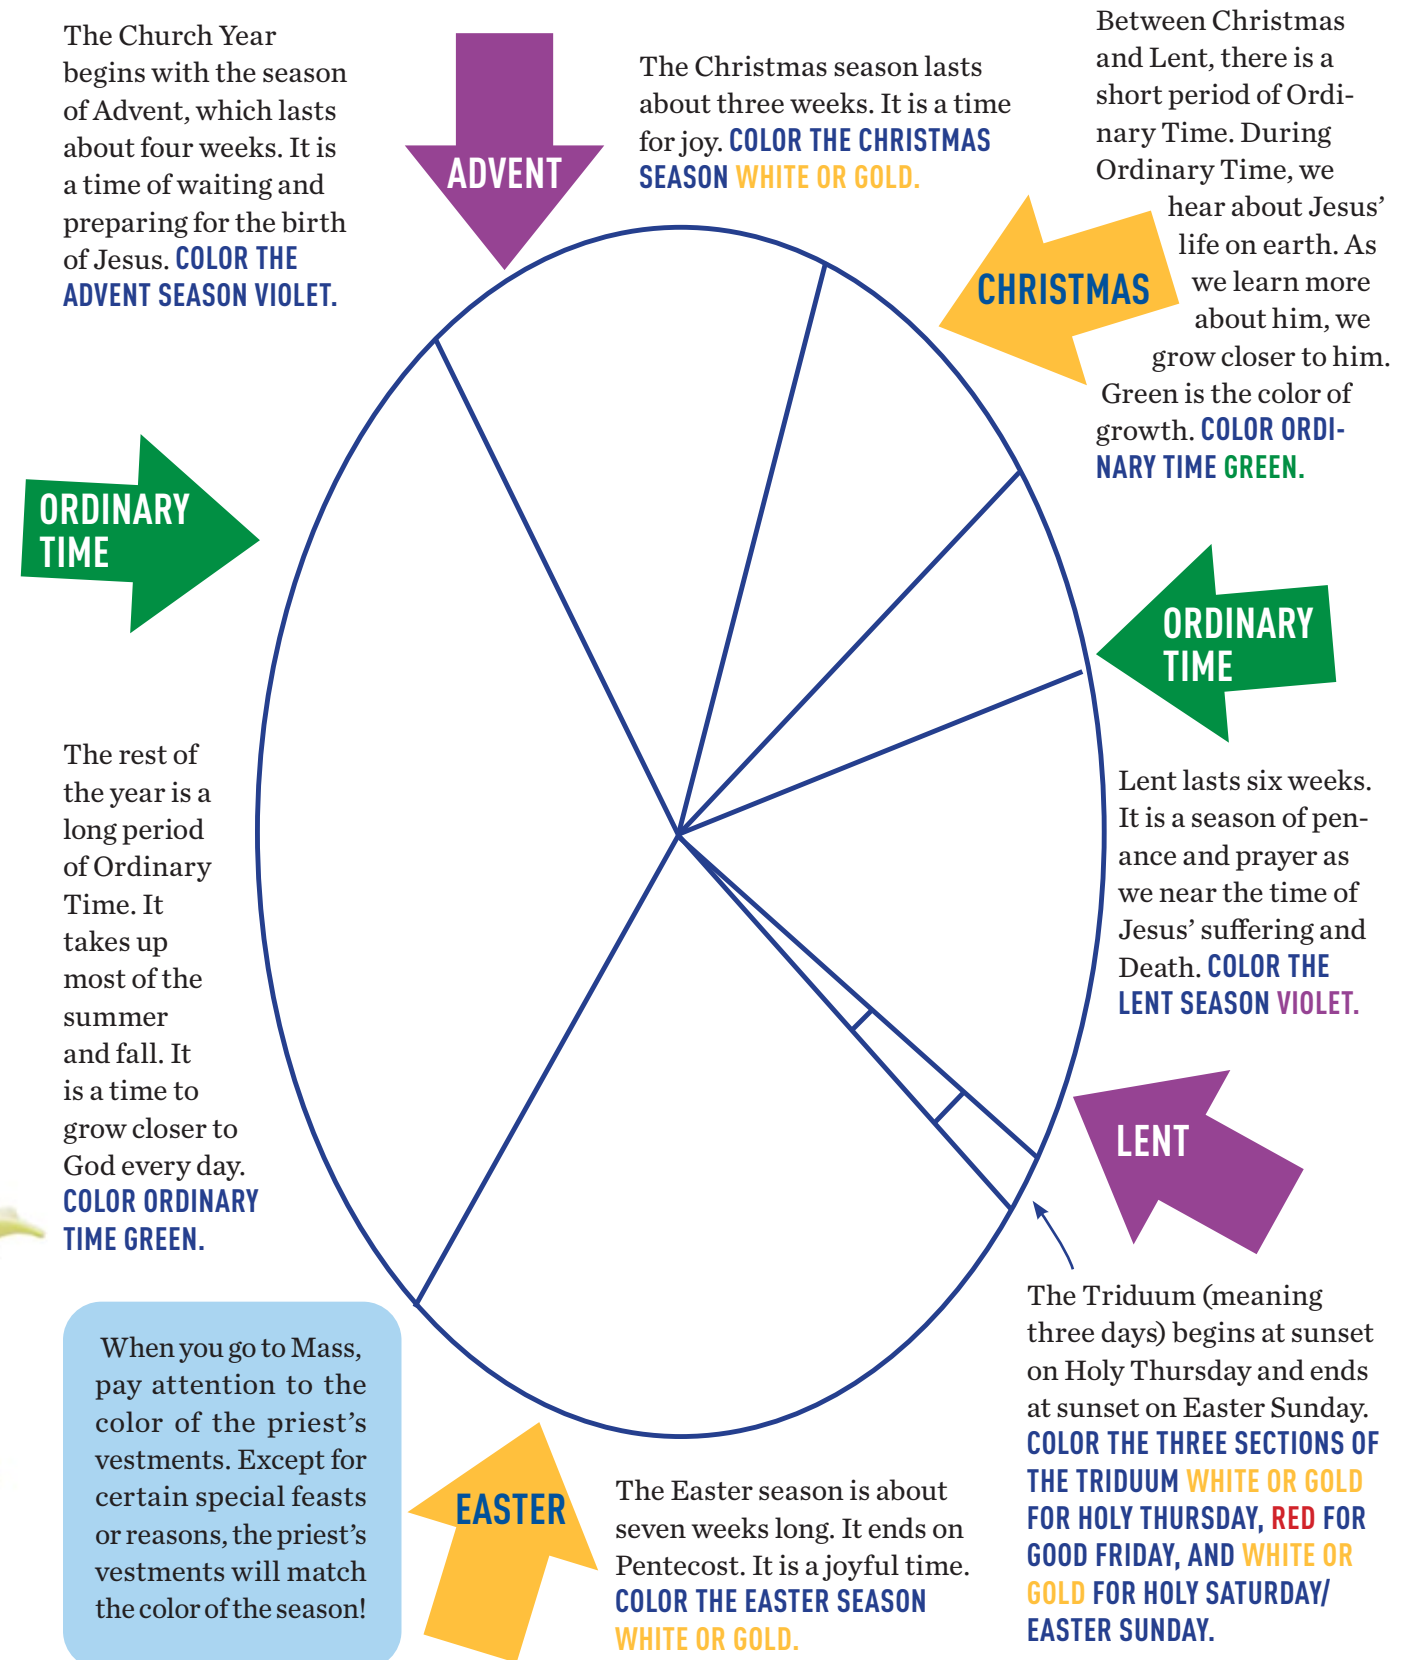 The Church Year
begins with the season
of Advent, which lasts
about four weeks. It is
a time of waiting and
preparing for the birth
of Jesus. COLOR THE
ADVENT SEASON VIOLET.
ADVENT
The Christmas season lasts
about three weeks. It is a time
for joy. COLOR THE CHRISTMAS
SEASON WHITE OR GOLD.
CHRISTMAS
Between Christmas
and Lent, there is a
short period of Ordi-
nary Time. During
Ordinary Time, we
hear about Jesus’
life on earth. As
we learn more
about him, we
grow closer to him.
Green is the color of
growth. COLOR ORDI-
NARY TIME GREEN.
ORDINARY
TIME
Lent lasts six weeks.
It is a season of pen-
ance and prayer as
we near the time of
Jesus’ suffering and
Death. COLOR THE
LENT SEASON VIOLET.
LENT
The Triduum (meaning
three days) begins at sunset
on Holy Thursday and ends
at sunset on Easter Sunday.
COLOR THE THREE SECTIONS OF
THE TRIDUUM WHITE OR GOLD
FOR HOLY THURSDAY, RED FOR
GOOD FRIDAY, AND WHITE OR
GOLD FOR HOLY SATURDAY/
EASTER SUNDAY.
EASTER
The Easter season is about
seven weeks long. It ends on
Pentecost. It is a joyful time.
COLOR THE EASTER SEASON
WHITE OR GOLD.
ORDINARY
TIME
The rest of
the year is a
long period
of Ordinary
Time. It
takes up
most of the
summer
and fall. It
is a time to
grow closer to
God every day.
COLOR ORDINARY
TIME GREEN.
When you go to Mass,
pay attention to the
color of the priest’s
vestments. Except for
certain special feasts
or reasons, the priest’s
vestments will match
the color of the season!